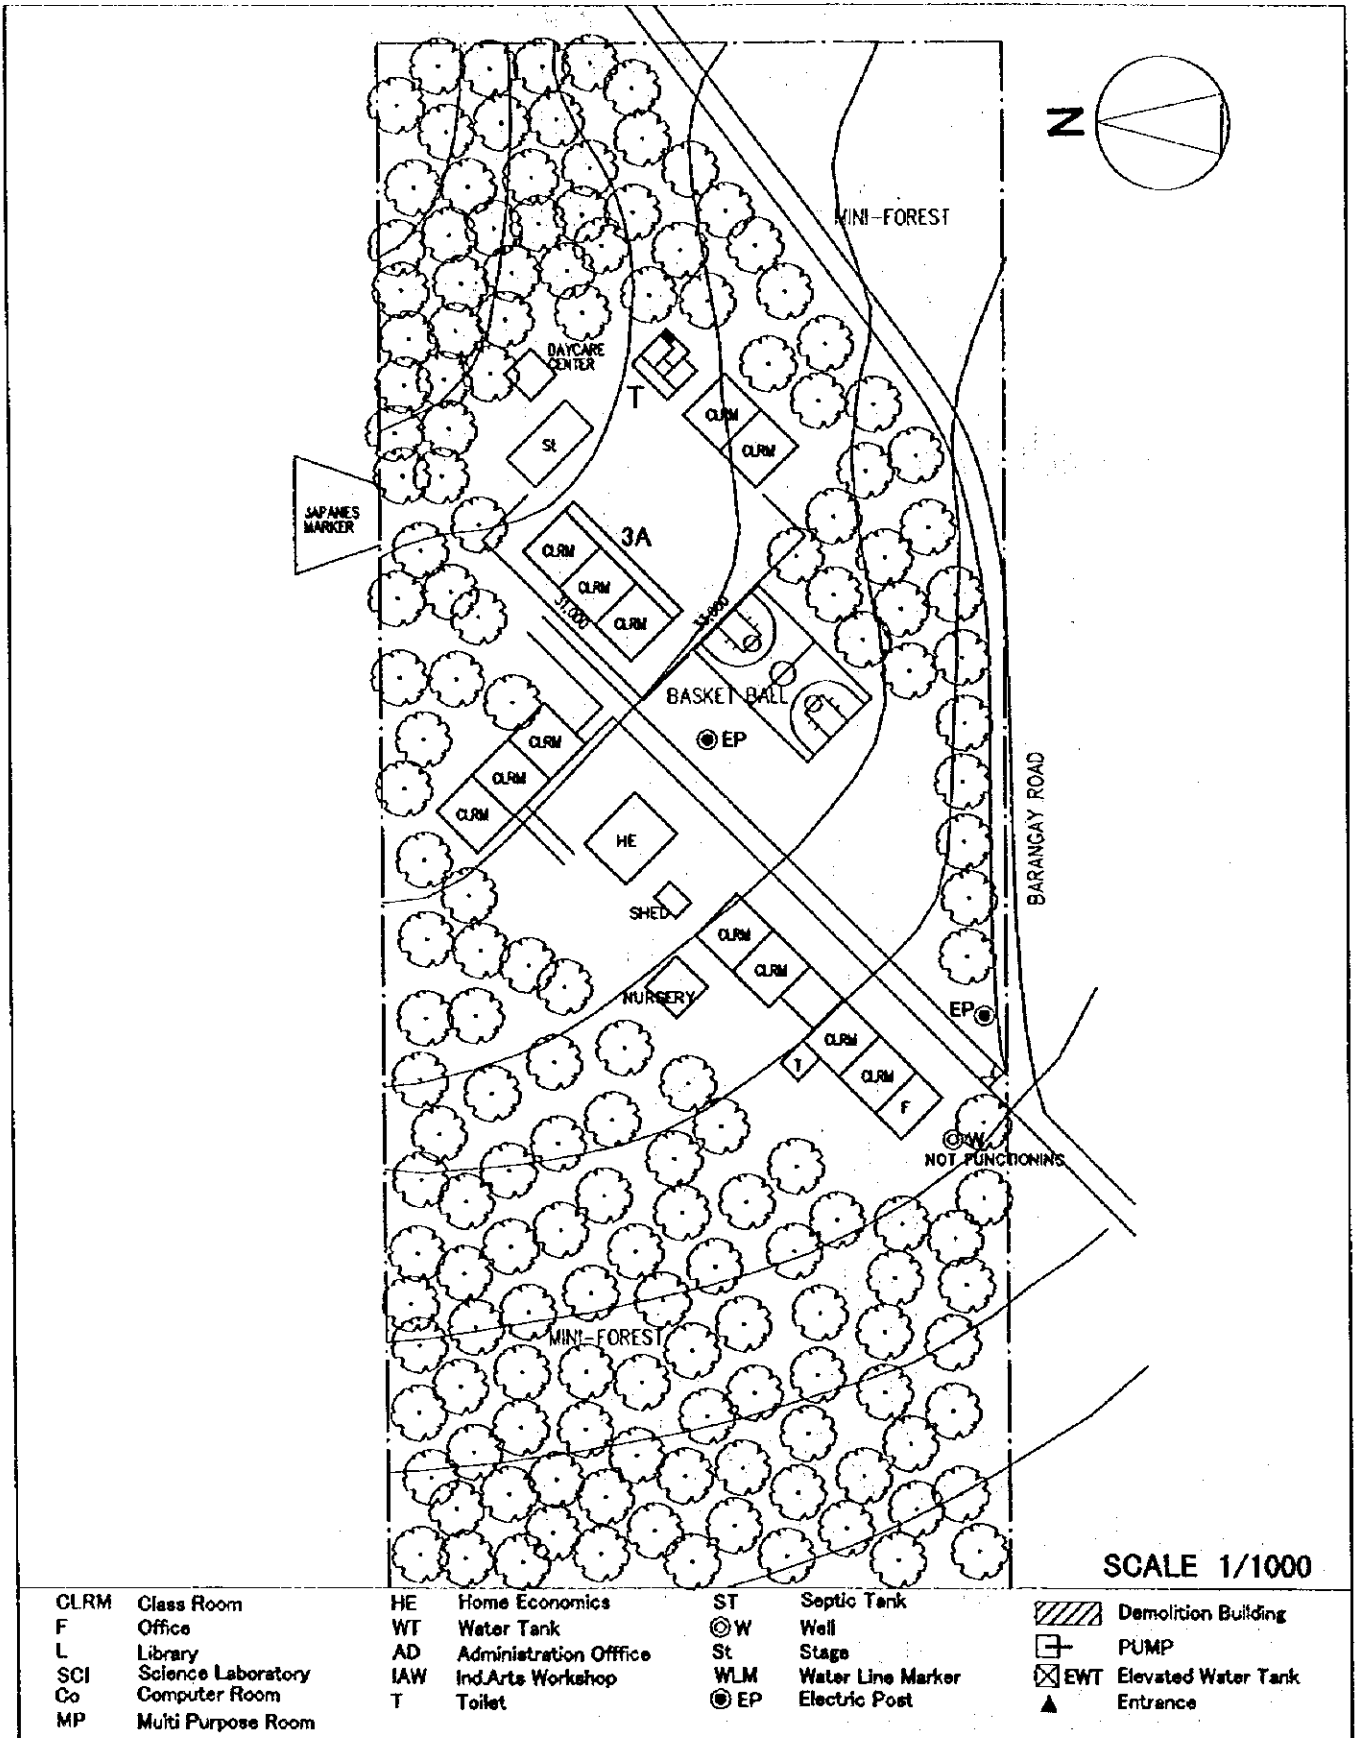 N
MINI-FOREST
DAYCARE
CENTER
T
CLRM
CLRM
St
JAPANES
MARKER
3A
CLRM
CLRM
CLRM
31,000
33,000
BASKET BALL
EP
CLRM
CLRM
CLRM
HE
BARANGAY ROAD
SHED
CLRM
CLRM
NURSERY
EP
CLRM
T
CLRM
F
W
NOT FUNCTIONINS
MINI-FOREST
SCALE 1/1000
CLRM Class Room
F Office
L Library
SCI Science Laboratory
Co Computer Room
MP Multi Purpose Room
HE Home Economics
WT Water Tank
AD Administration Offfice
IAW Ind.Arts Workshop
T Toilet
ST Septic Tank
W Well
St Stage
WLM Water Line Marker
EP Electric Post
Demolition Building
PUMP
EWT Elevated Water Tank
Entrance